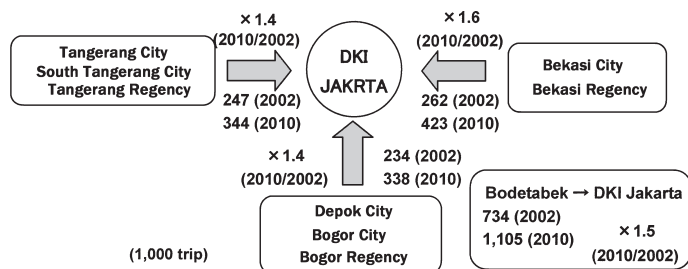 × 1.4
(2010/2002)
Tangerang City
South Tangerang City
Tangerang Regency
247 (2002)
344 (2010)
DKI
JAKRTA
× 1.6
(2010/2002)
Bekasi City
Bekasi Regency
262 (2002)
423 (2010)
× 1.4
(2010/2002)
234 (2002)
338 (2010)
Depok City
Bogor City
Bogor Regency
Bodetabek → DKI Jakarta
734 (2002)
1,105 (2010)
× 1.5
(2010/2002)
(1,000 trip)